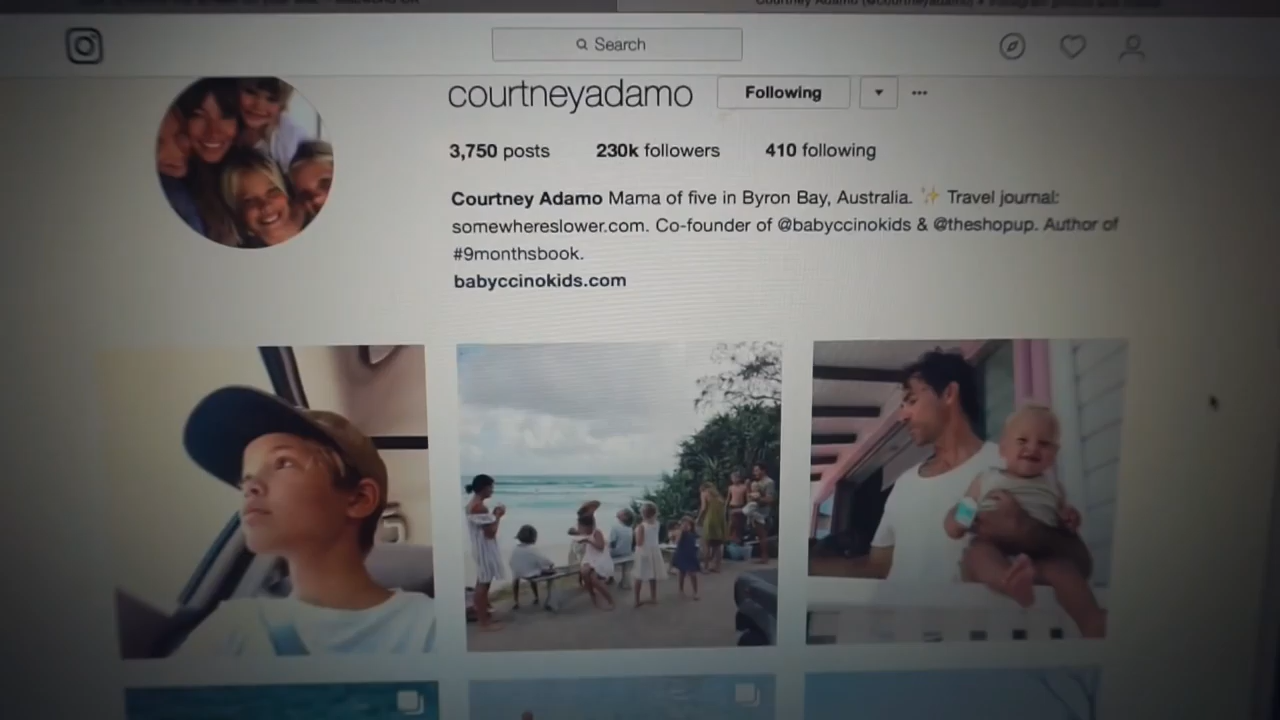 Search
courtneyadamo Following
3,750 posts 230k followers 410 following
Courtney Adamo Mama of five in Byron Bay, Australia. ✨ Travel journal:
somewhereslower.com. Co-founder of @babyccinokids & @theshopup. Author of
#9monthsbook.
babyccinokids.com